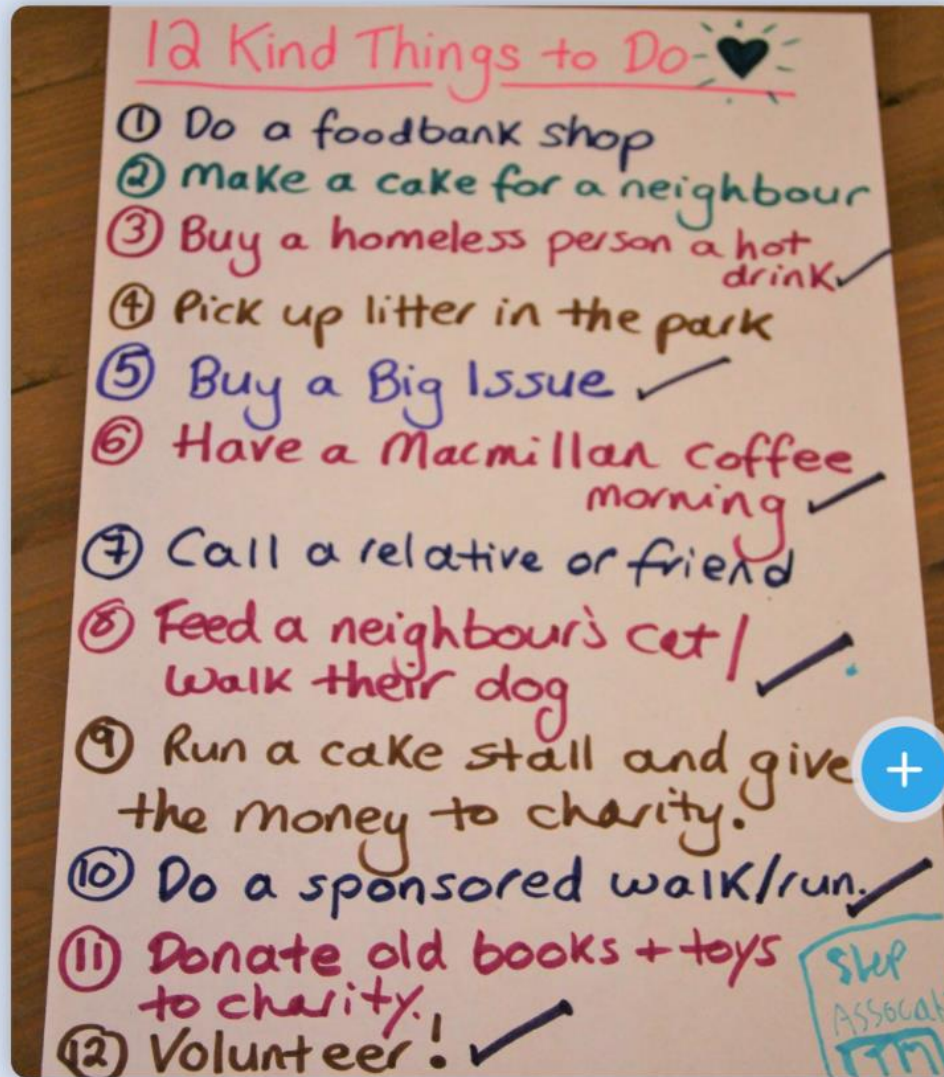 12 Kind Things to Do
① Do a foodbank shop
② Make a cake for a neighbour
③ Buy a homeless person a hot
drink ✓
④ Pick up litter in the park
⑤ Buy a Big Issue ✓
⑥ Have a Macmillan coffee
morning ✓
⑦ Call a relative or friend
⑧ Feed a neighbour's cat/
walk their dog ✓
⑨ Run a cake stall and give
the money to charity.
⑩ Do a sponsored walk/run. ✓
⑪ Donate old books + toys
to charity.
⑫ Volunteer! ✓